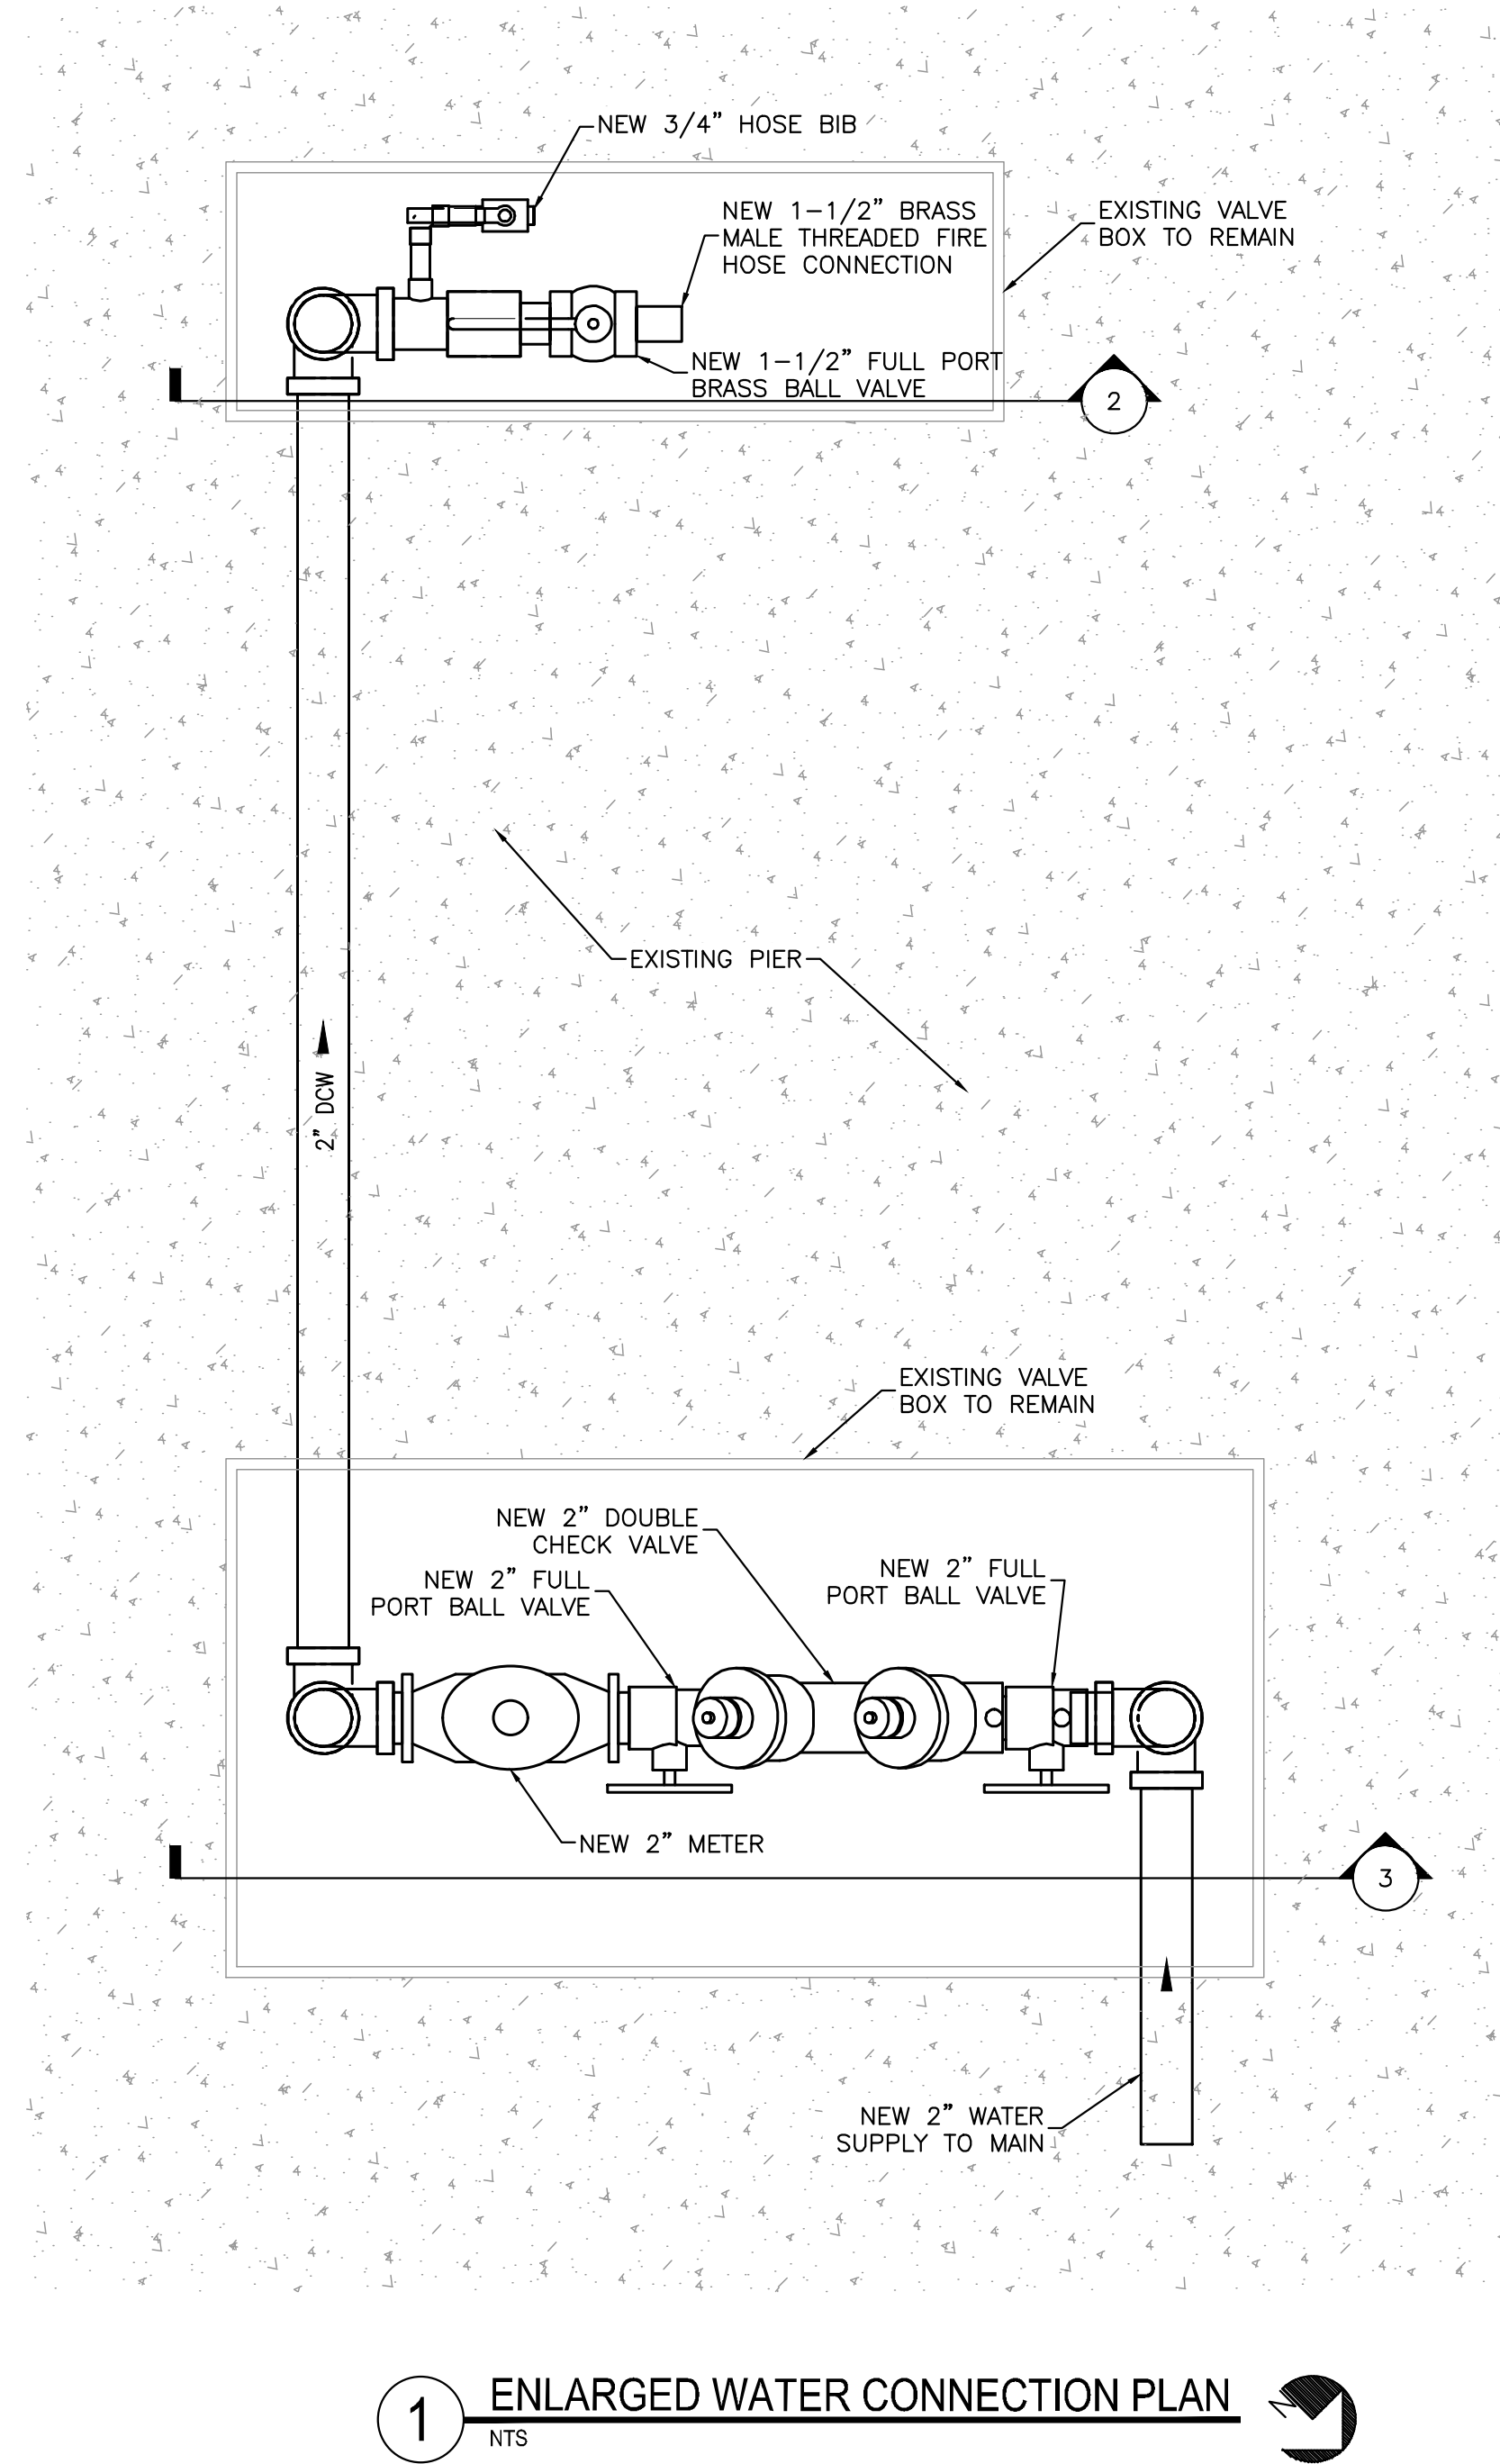 NEW 3/4" HOSE BIB
NEW 1-1/2" BRASS
MALE THREADED FIRE
HOSE CONNECTION
EXISTING VALVE
BOX TO REMAIN
NEW 1-1/2" FULL PORT
BRASS BALL VALVE
2
EXISTING PIER
2" DCW
EXISTING VALVE
BOX TO REMAIN
NEW 2" DOUBLE
CHECK VALVE
NEW 2" FULL
PORT BALL VALVE
NEW 2" FULL
PORT BALL VALVE
NEW 2" METER
3
NEW 2" WATER
SUPPLY TO MAIN
1
ENLARGED WATER CONNECTION PLAN
NTS
N